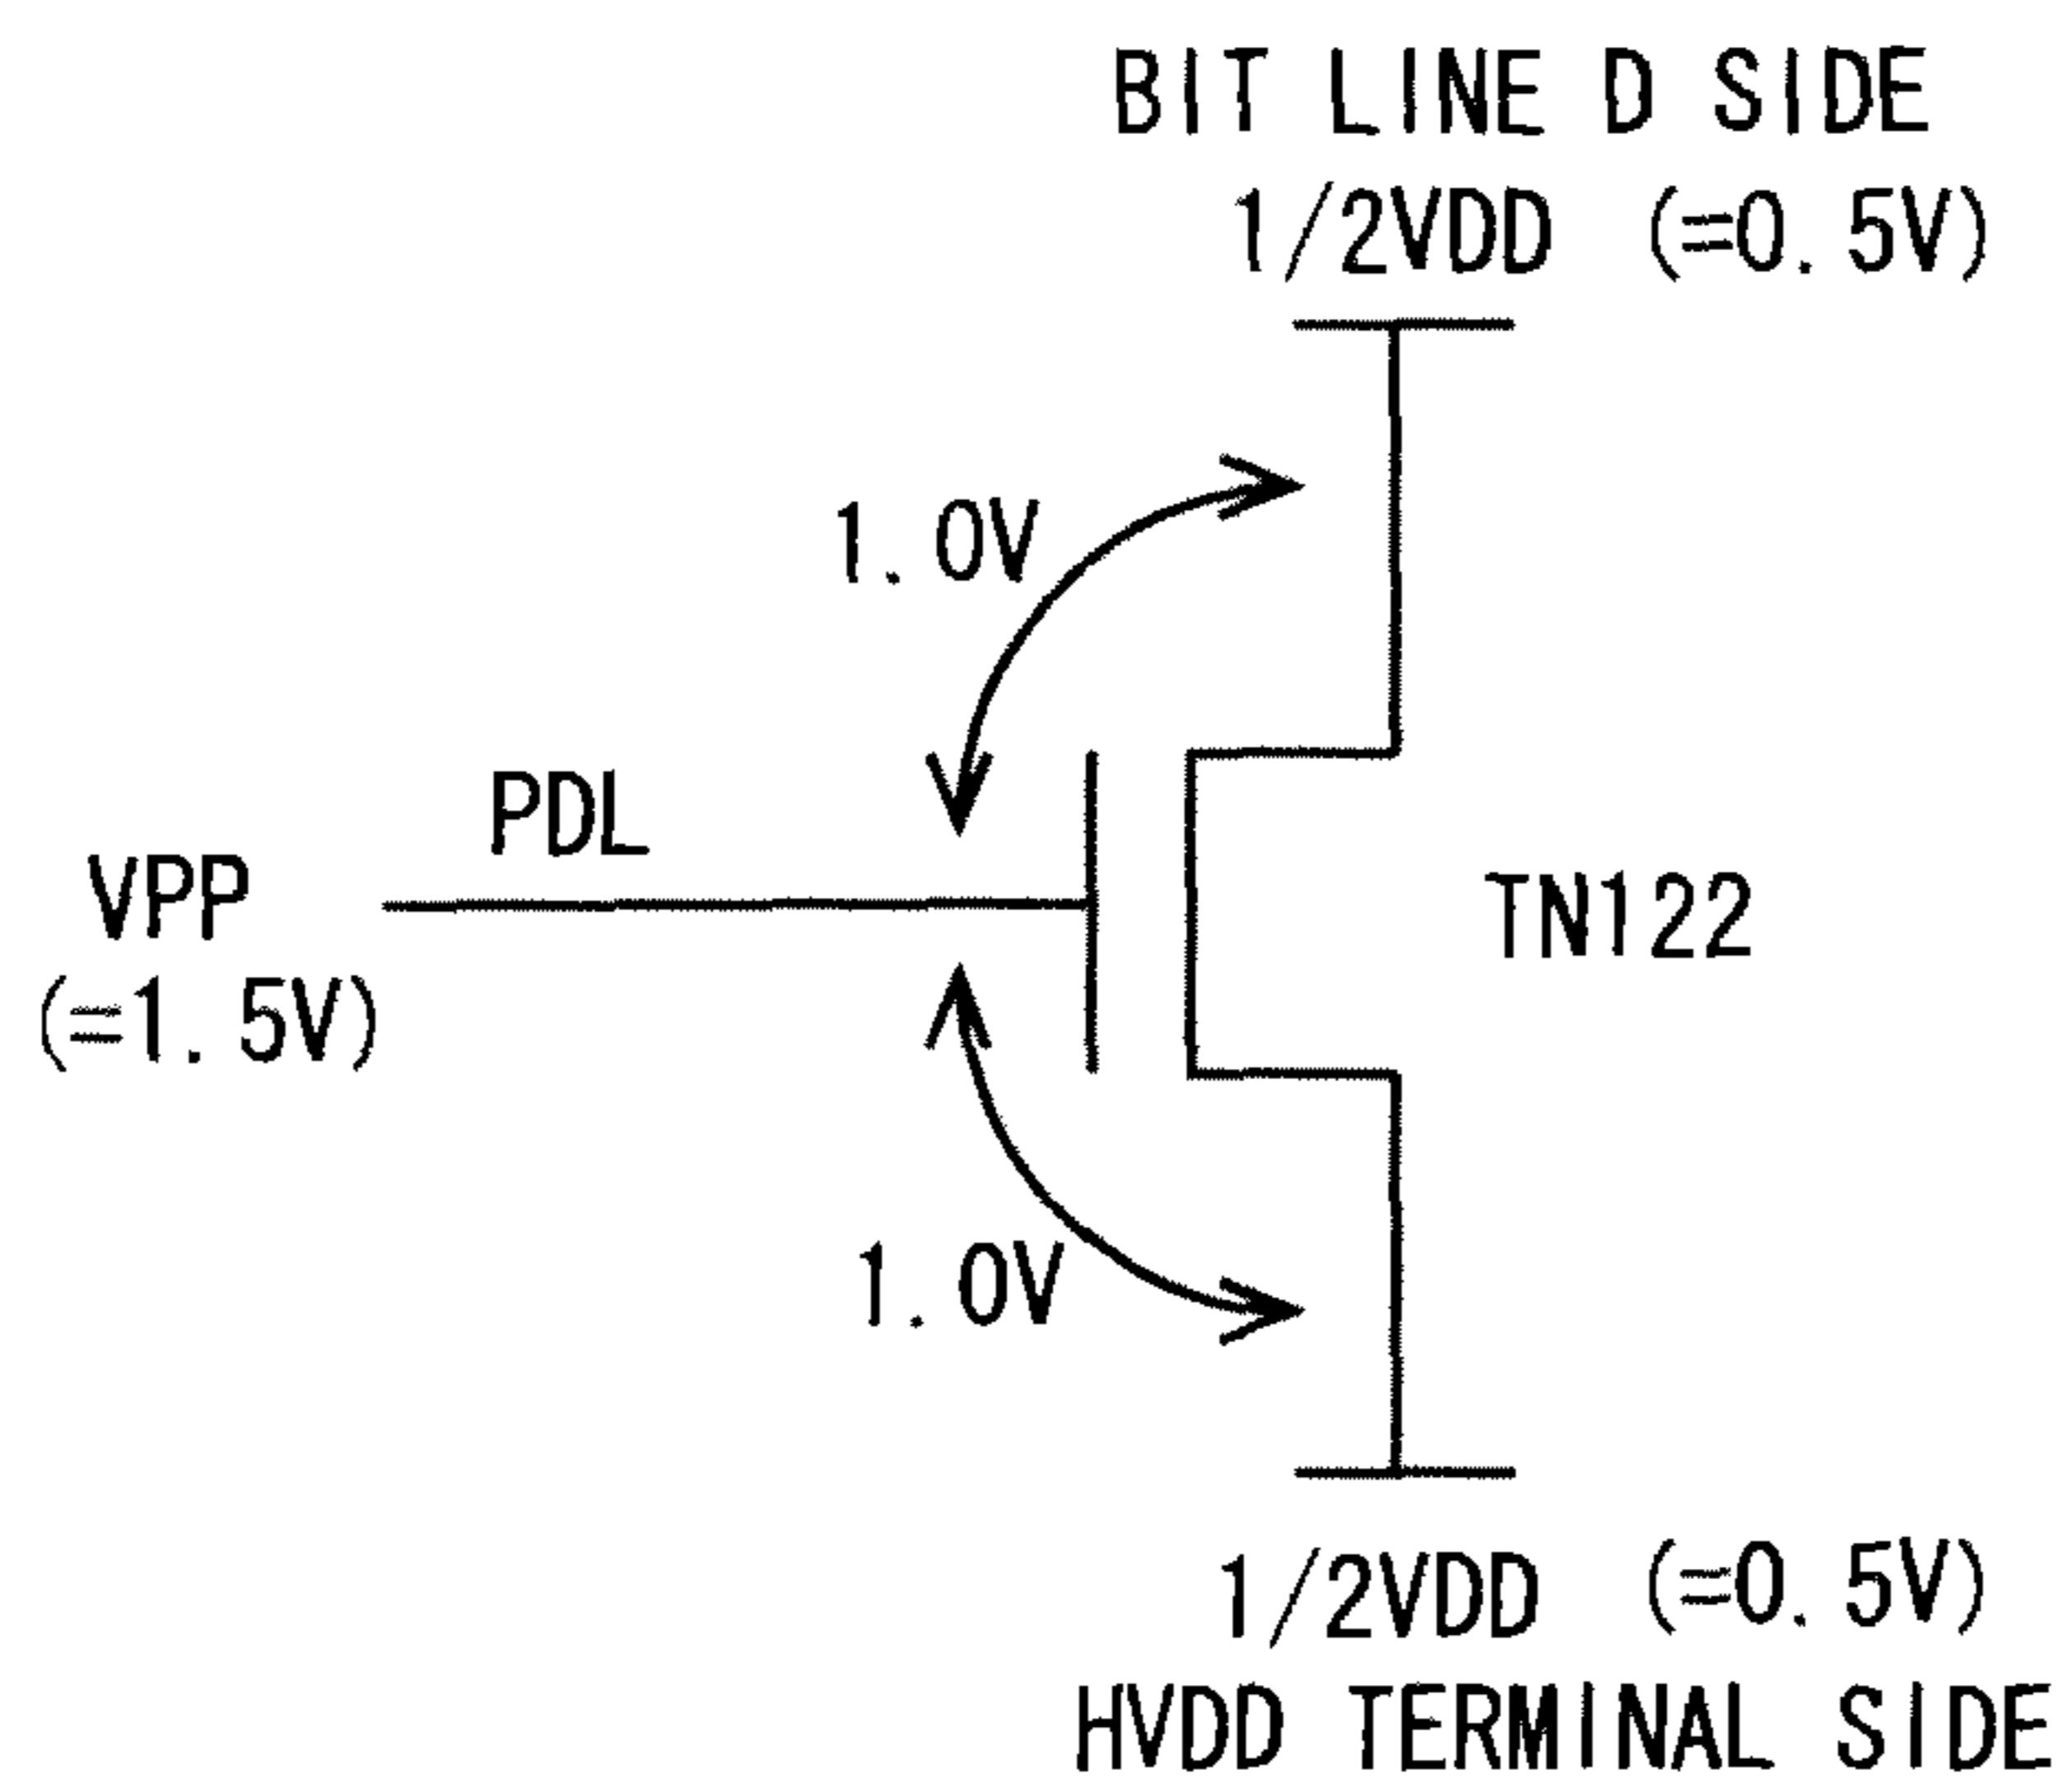 BIT LINE D SIDE
1/2VDD (=0.5V)
1.0V
PDL
VPP
(=1.5V)
TN122
1.0V
1/2VDD (=0.5V)
HVDD TERMINAL SIDE